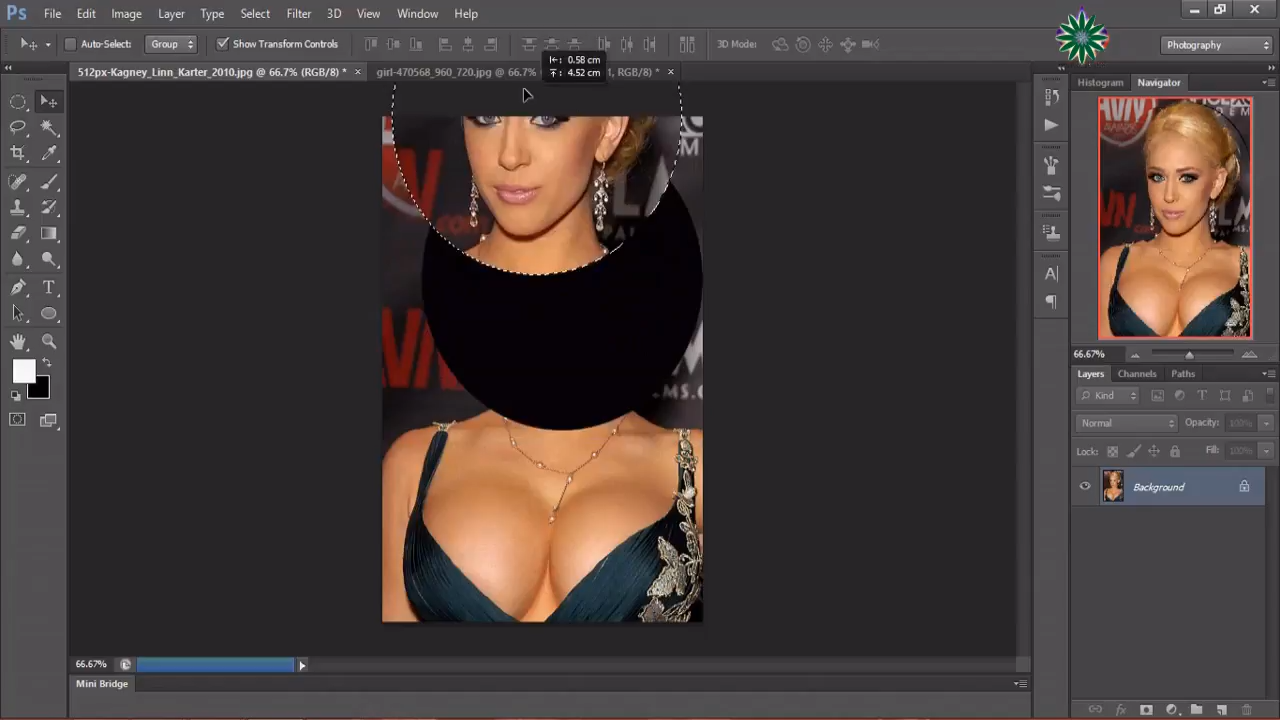 Ps File Edit Image Layer Type Select Filter 3D View Window Help
Auto-Select: Group Show Transform Controls 3D Mode: Photography
0.58 cm
4.52 cm
512px-Kagney_Linn_Karter_2010.jpg @ 66.7% (RGB/8) * × girl-470568_960_720.jpg @ 66.7% 1, RGB/8) * ×
Histogram Navigator
66.67%
Layers Channels Paths
Kind
Normal Opacity: 100%
Lock: Fill: 100%
Background
66.67%
Mini Bridge